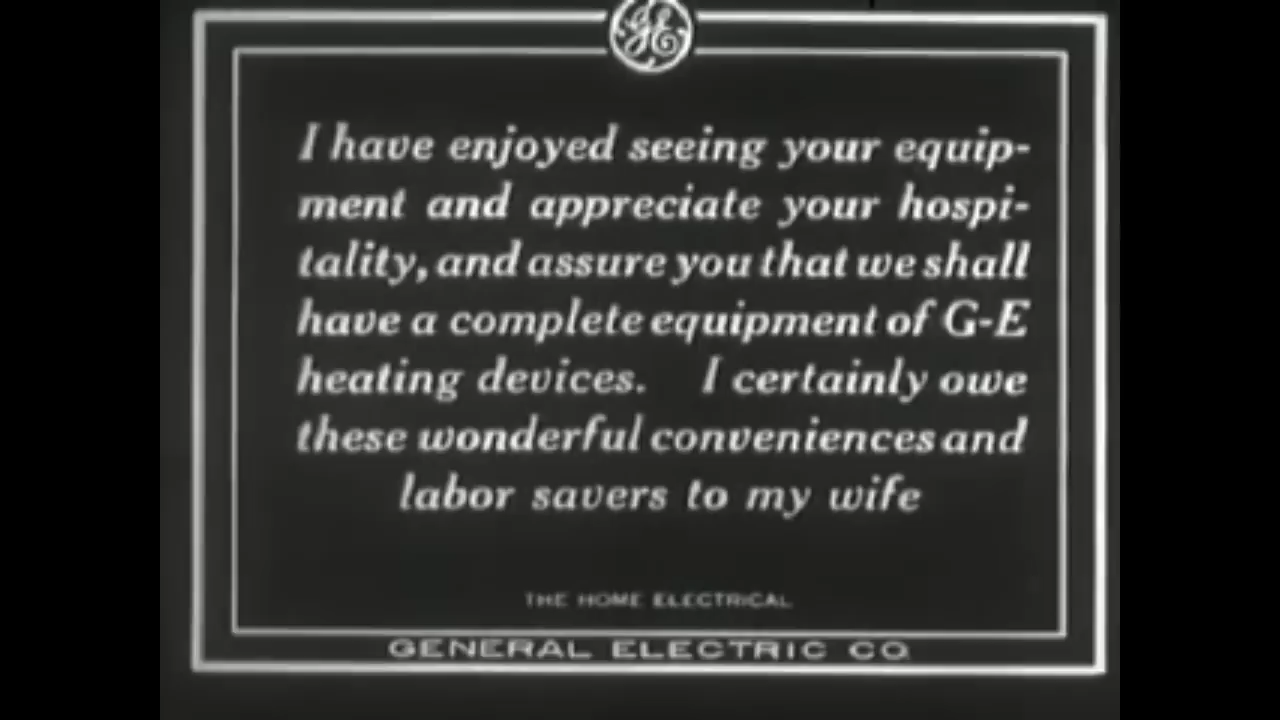 GE
I have enjoyed seeing your equip-
ment and appreciate your hospi-
tality, and assure you that we shall
have a complete equipment of G-E
heating devices. I certainly owe
these wonderful conveniences and
labor savers to my wife
THE HOME ELECTRICAL
GENERAL ELECTRIC CO.